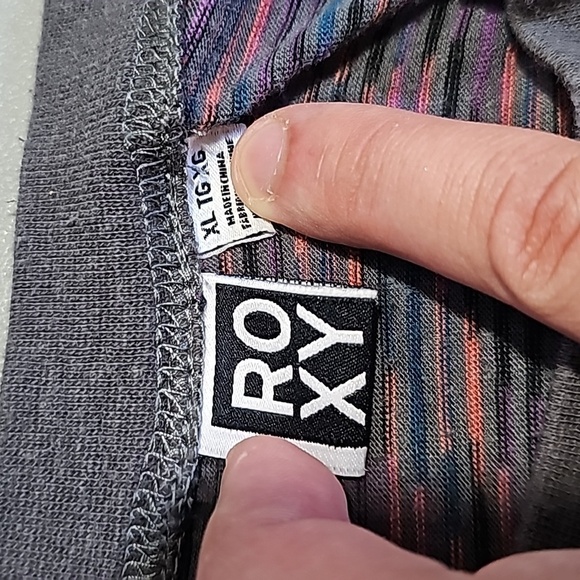 XL TG XG
MADE IN CHINA
RO
XY